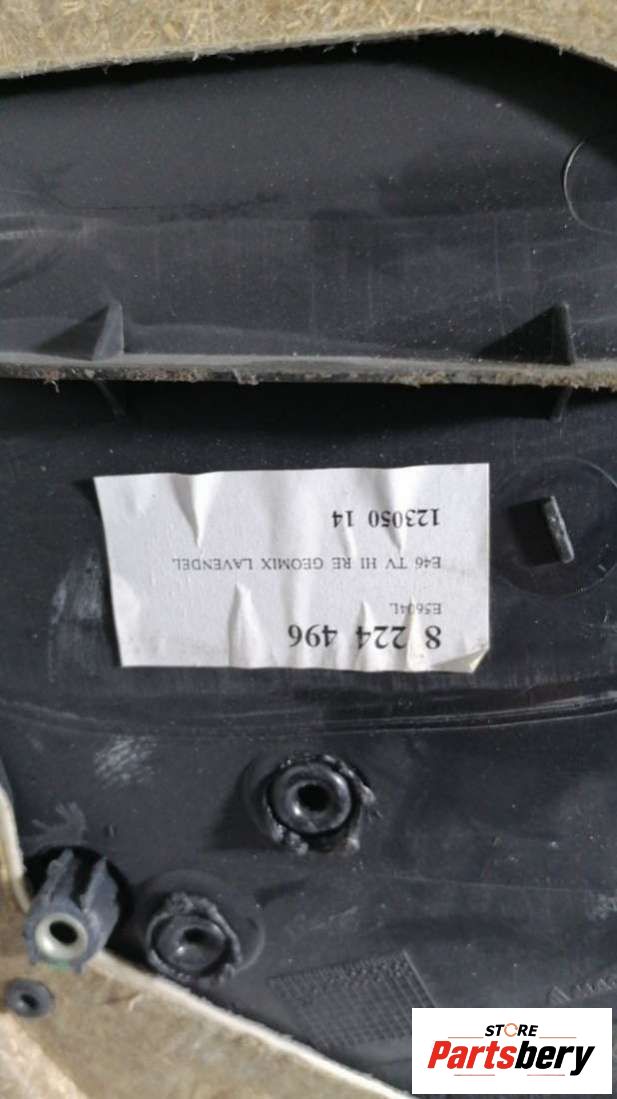 8 224 496
E5604L
E46 TV HI RE GEOMIX LAVENDEL
123050 14
STORE
Partsbery